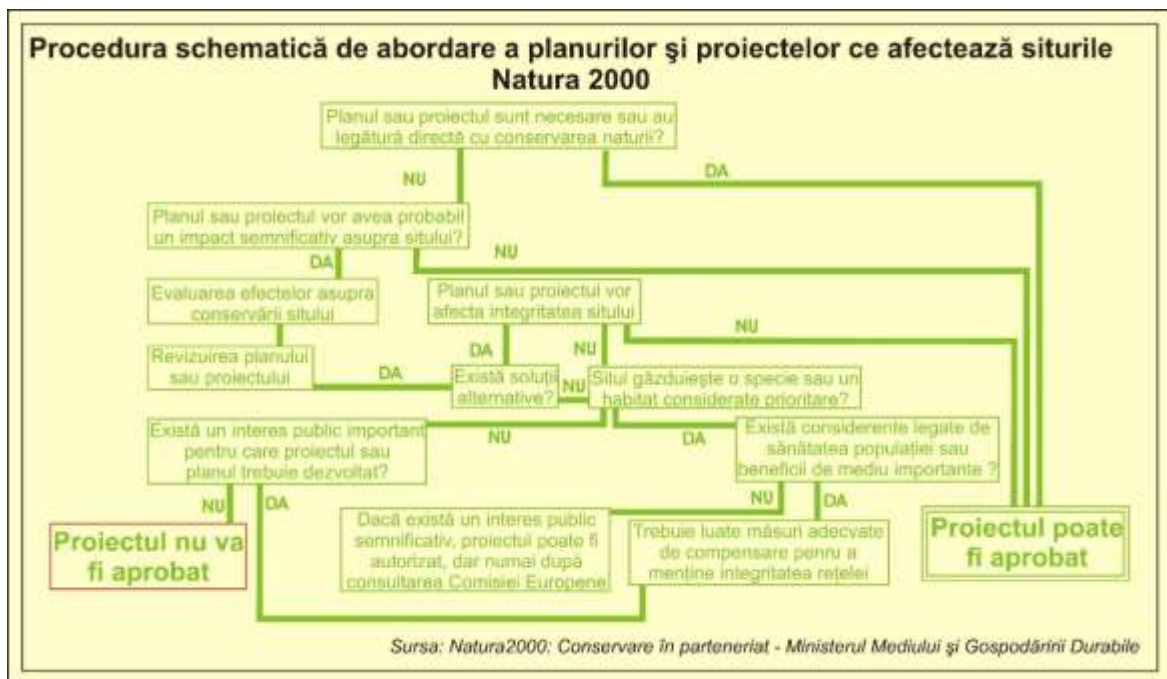 Procedura schematică de abordare a planurilor şi proiectelor ce afectează siturile
Natura 2000
Planul sau proiectul sunt necesare sau au
legătură directă cu conservarea naturii?
NU
DA
Planul sau proiectul vor avea probabil
un impact semnificativ asupra sitului?
DA
NU
Evaluarea efectelor asupra
conservării sitului
Planul sau proiectul vor
afecta integritatea sitului
Revizuirea planului
sau proiectului
DA
DA
NU
NU
Există soluţii
alternative?
NU
Situl găzduieşte o specie sau un
habitat considerate prioritare?
Există un interes public important
pentru care proiectul sau
planul trebuie dezvoltat?
NU
DA
Există considerente legate de
sănătatea populaţiei sau
beneficii de mediu importante ?
NU
DA
NU
DA
Proiectul nu va
fi aprobat
Dacă există un interes public
semnificativ, proiectul poate fi
autorizat, dar numai după
consultarea Comisiei Europene
Trebuie luate măsuri adecvate
de compensare penru a
menţine integritatea reţelei
Proiectul poate
fi aprobat
Sursa: Natura2000: Conservare în parteneriat - Ministerul Mediului şi Gospodăririi Durabile